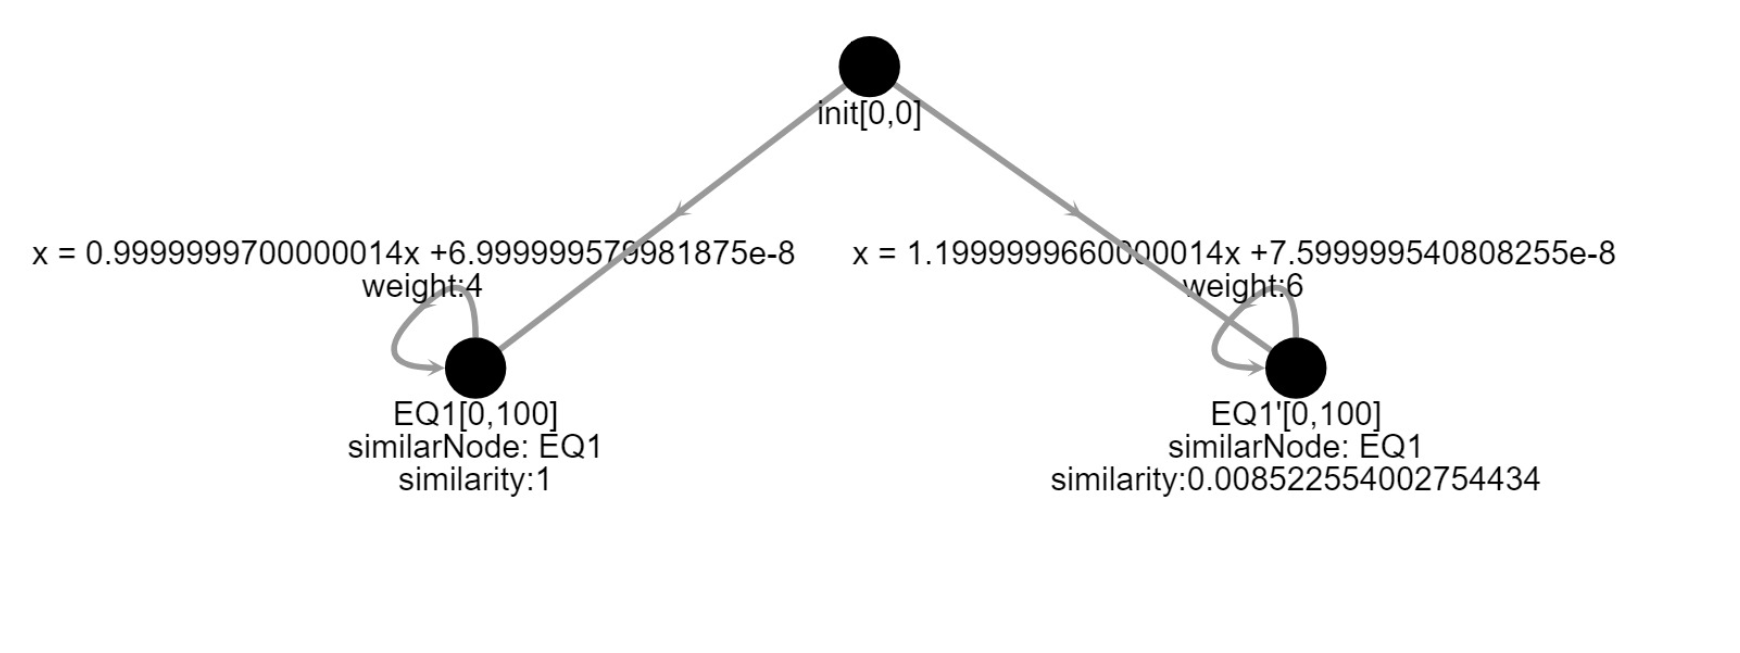 init[0,0]
x = 0.9999999700000014x +6.999999579981875e-8
weight:4
x = 1.1999999660000014x +7.599999540808255e-8
weight:6
EQ1[0,100]
similarNode: EQ1
similarity:1
EQ1'[0,100]
similarNode: EQ1
similarity:0.008522554002754434